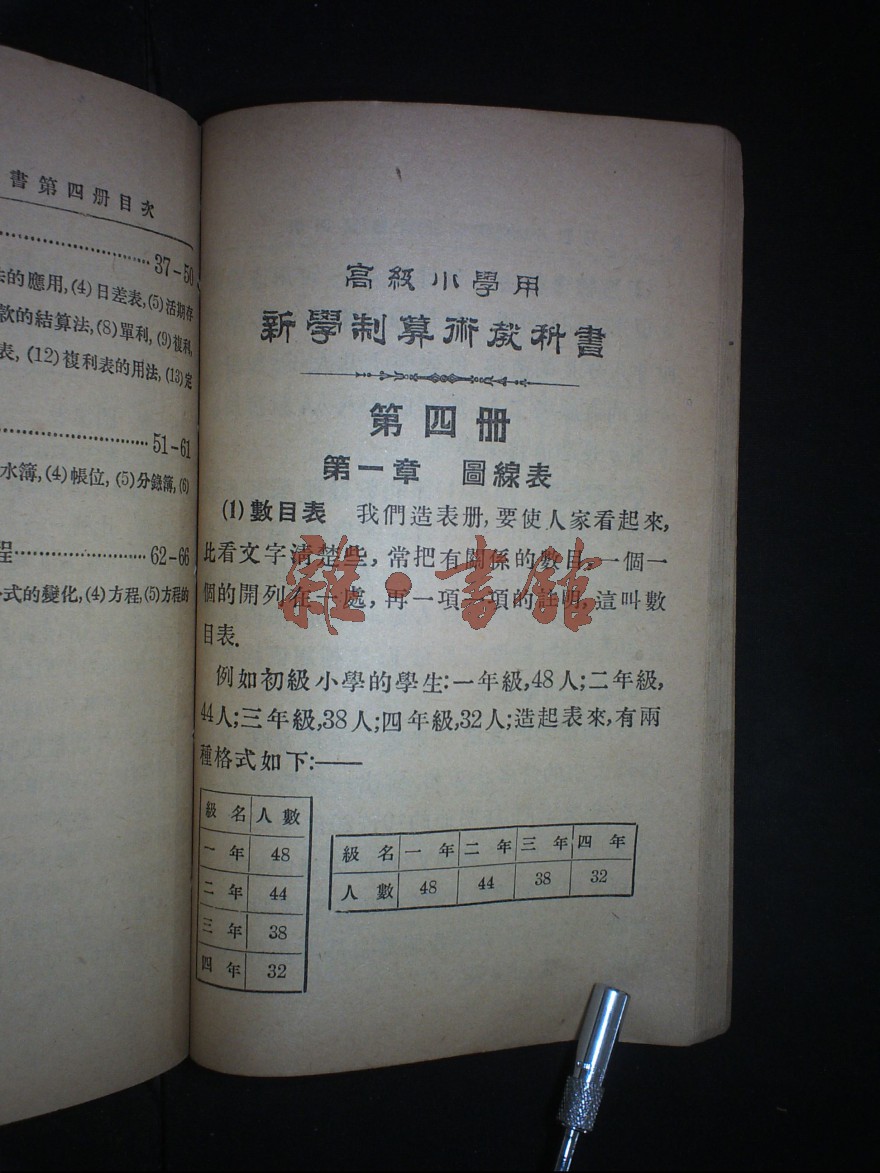 書第四册目次
37-50
法的應用,(4)日差表,(5)活期存
款的結算法,(8)單利,(9)複利,
表,(12)複利表的用法,(13)定
51-61
水簿,(4)帳位,(5)分錄簿,(6)
程 62-66
式的變化,(4)方程,(5)方程的
高級小學用
新學制算術教科書
第四册
第一章 圖線表
(1)數目表 我們造表册,要使人家看起來,
比看文字清楚些,常把有關係的數目,一個一
個的開列在一處,再一項一項的註明,這叫數
目表.
例如初級小學的學生:一年級,48人;二年級,
44人;三年級,38人;四年級,32人;造起表來,有兩
種格式如下:——
級名 人數
一年 48
二年 44
三年 38
四年 32
級名 一年 二年 三年 四年
人數 48 44 38 32
雜·書館